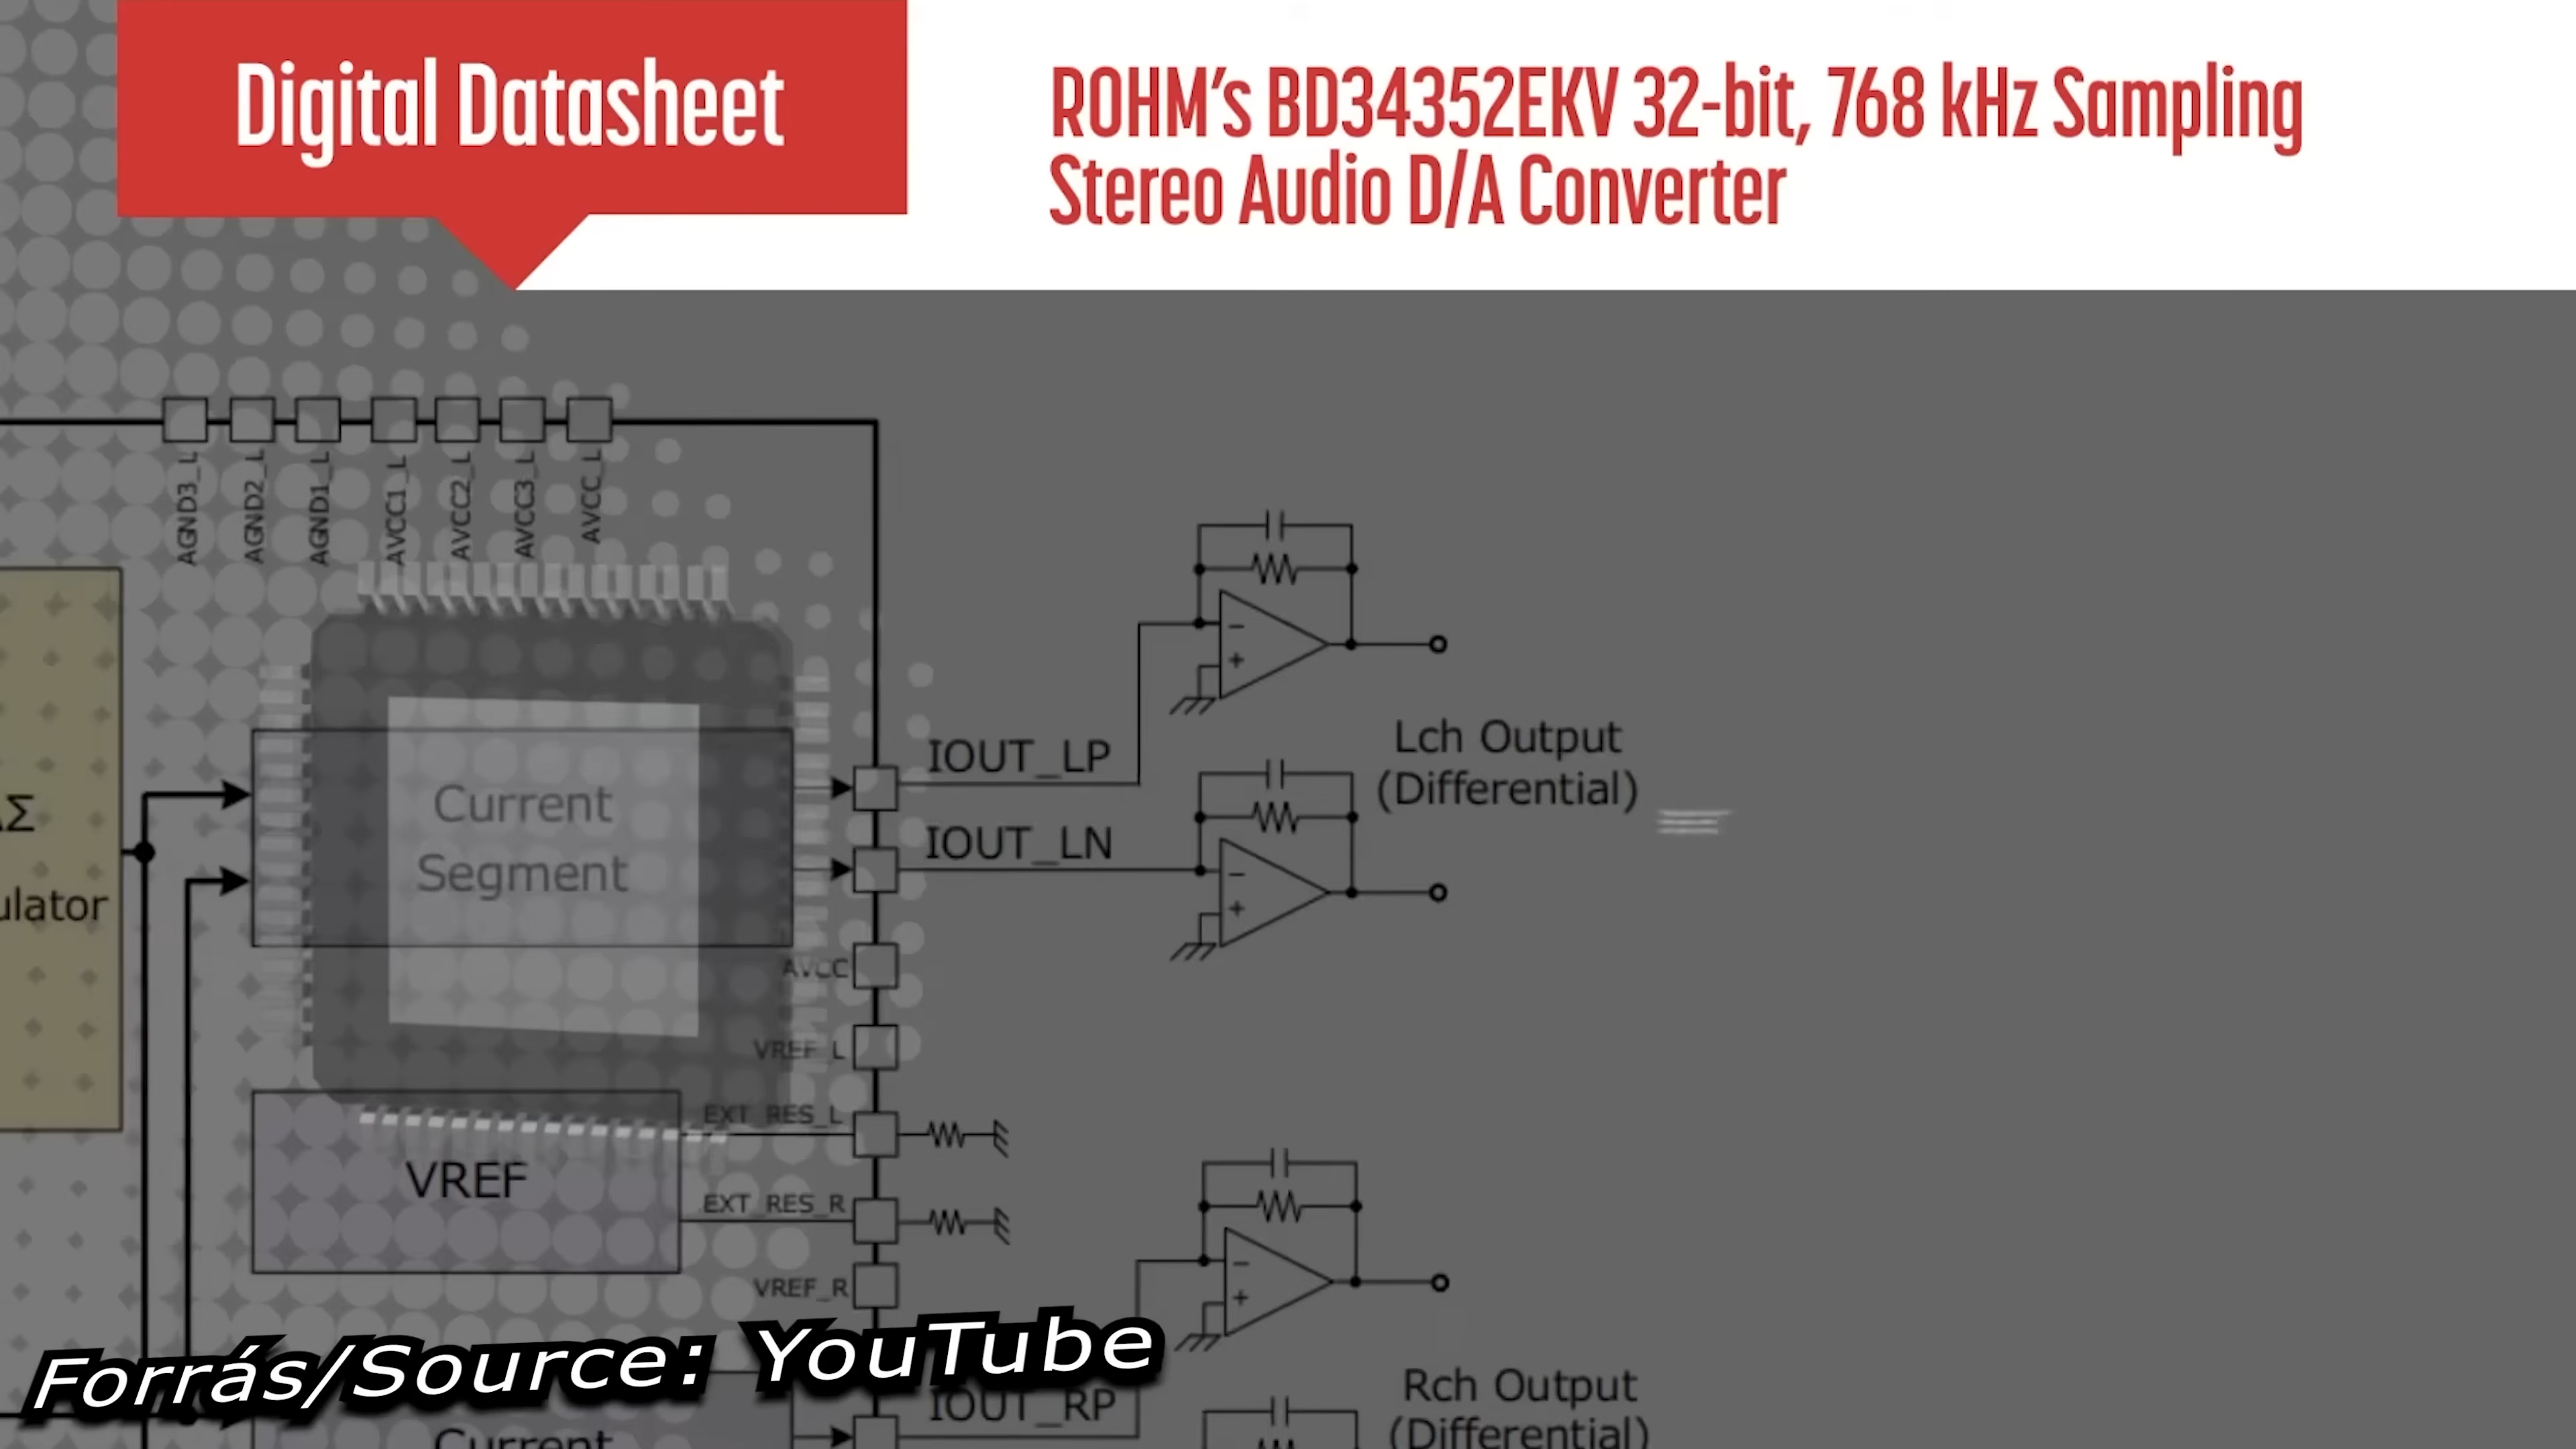 Digital Datasheet
ROHM's BD34352EKV 32-bit, 768 kHz Sampling
Stereo Audio D/A Converter
AGND3_L
AGND2_L
AGND1_L
AVCC1_L
AVCC2_L
AVCC3_L
AVCC_L
ΔΣ
ulator
Current
Segment
IOUT_LP
IOUT_LN
Lch Output
(Differential)
AVCC
VREF_L
EXT_RES_L
VREF
EXT_RES_R
VREF_R
Forrás/Source: YouTube
IOUT_RP
Rch Output
(Differential)
Current